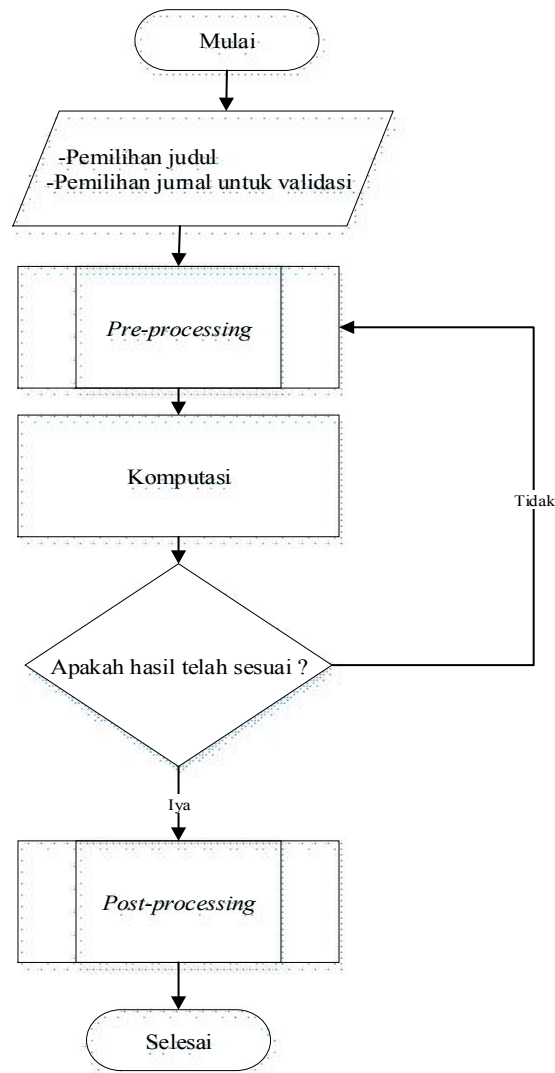 Mulai
-Pemilihan judul
-Pemilihan jurnal untuk validasi
Pre-processing
Komputasi
Tidak
Apakah hasil telah sesuai ?
Iya
Post-processing
Selesai